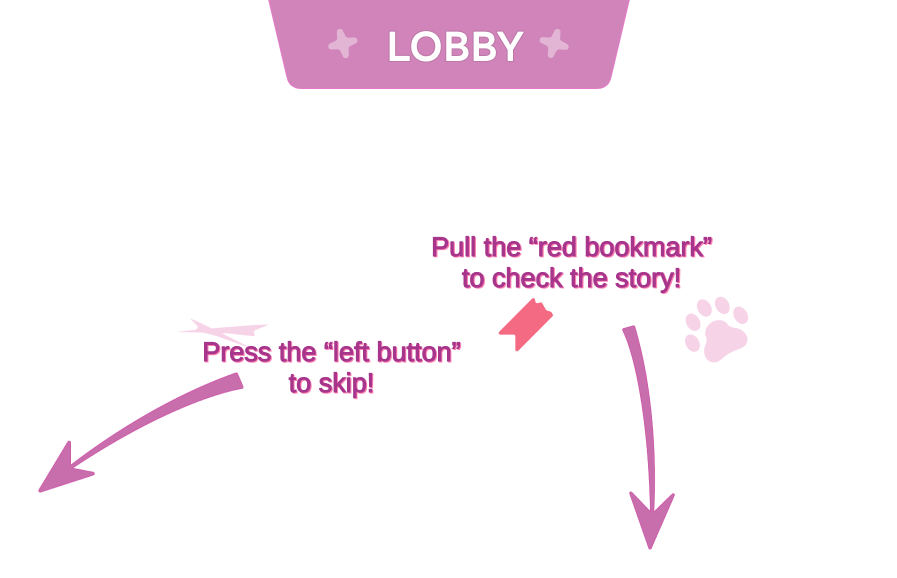 LOBBY
Pull the “red bookmark”
to check the story!
Press the “left button”
to skip!